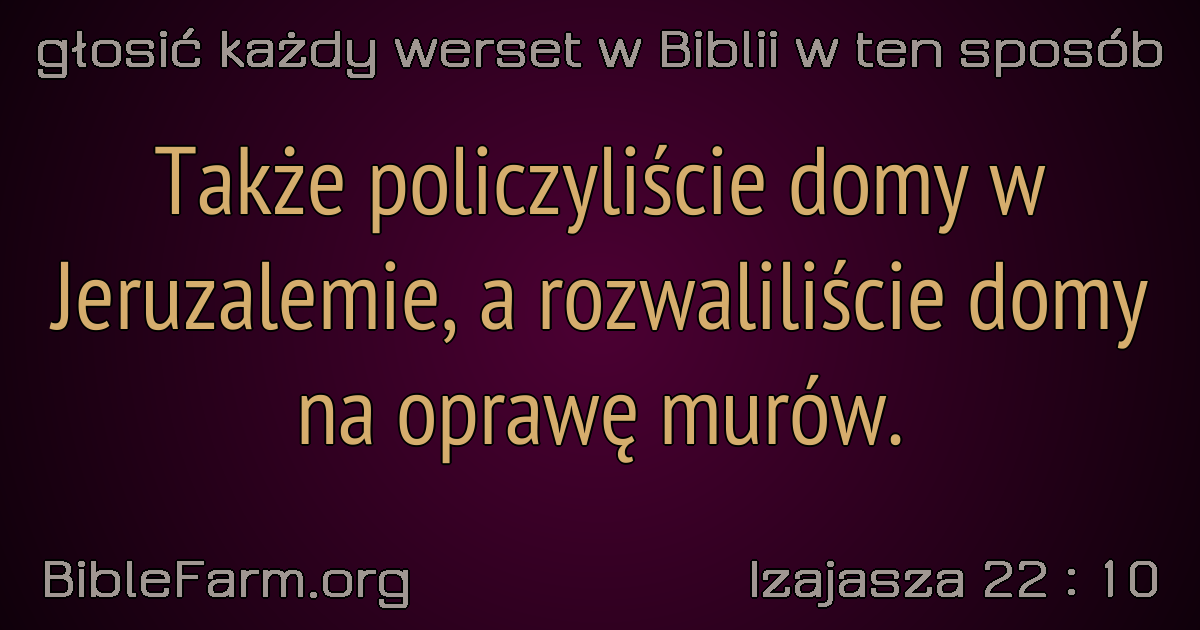 głosić każdy werset w Biblii w ten sposób
Także policzyliście domy w
Jeruzalemie, a rozwaliliście domy
na oprawę murów.
BibleFarm.org
Izajasza 22 : 10